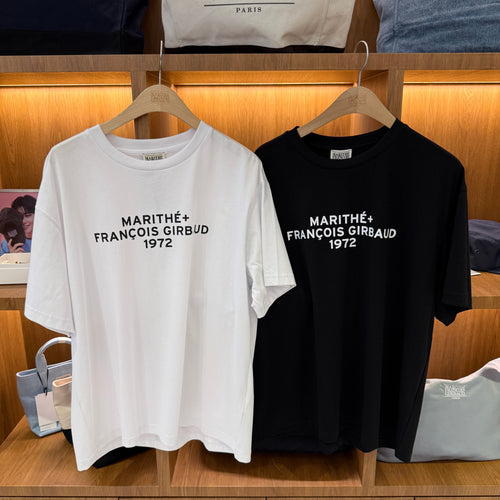 PARIS
MARITHÉ+
FRANÇOIS GIRBAUD
1972
MARITHÉ+
FRANÇOIS GIRBAUD
1972